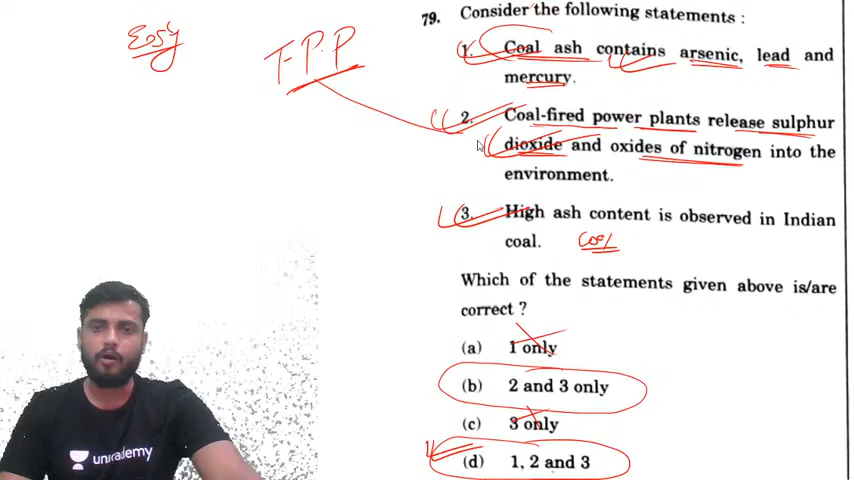 Easy
T.P.P
79. Consider the following statements :
1. Coal ash contains arsenic, lead and
mercury.
2. Coal-fired power plants release sulphur
dioxide and oxides of nitrogen into the
environment.
3. High ash content is observed in Indian
coal.
Coel
Which of the statements given above is/are
correct ?
(a) 1 only
(b) 2 and 3 only
(c) 3 only
(d) 1, 2 and 3
unacademy